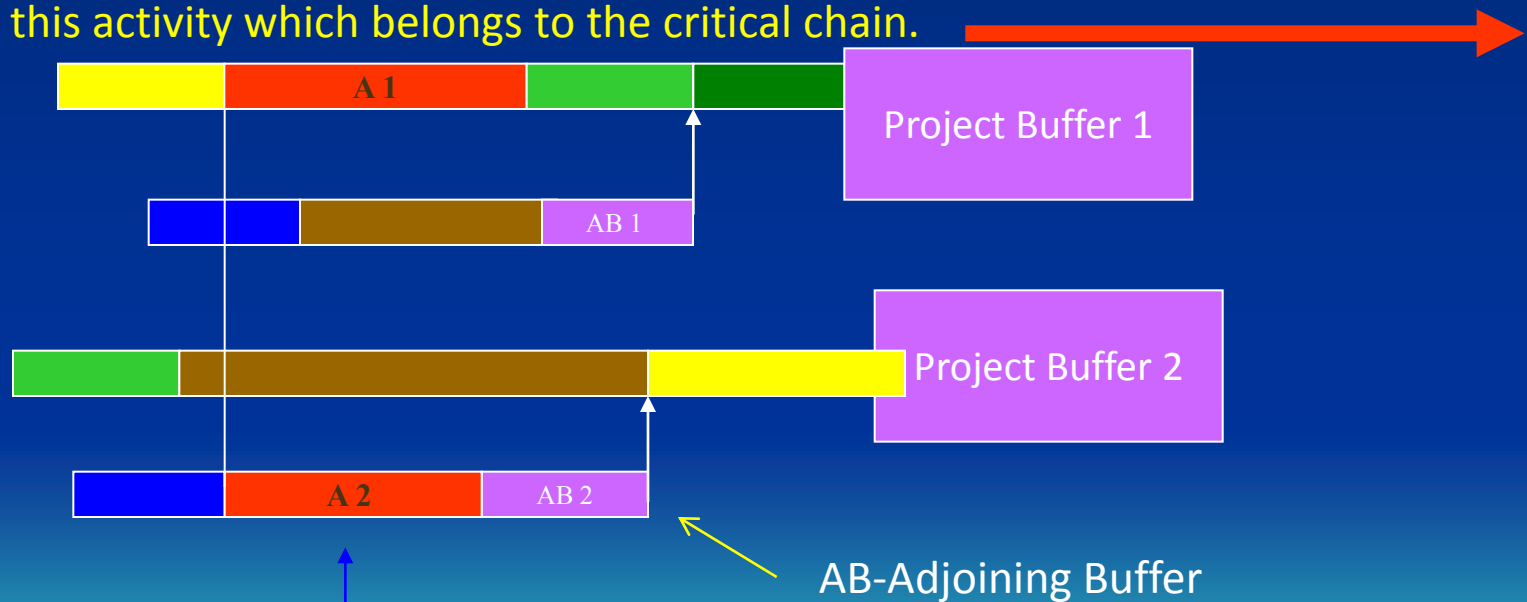 this activity which belongs to the critical chain.
A 1
Project Buffer 1
AB 1
Project Buffer 2
A 2
AB 2
AB-Adjoining Buffer